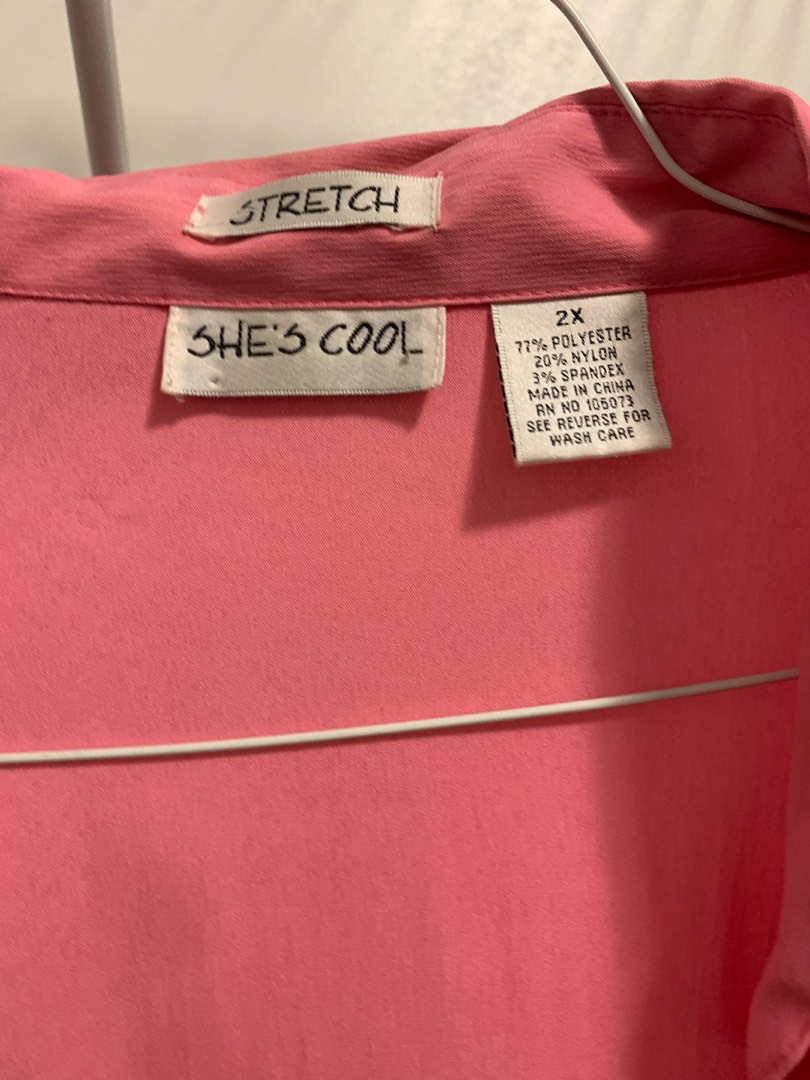 STRETCH
SHE'S COOL
2X
77% POLYESTER
20% NYLON
3% SPANDEX
MADE IN CHINA
RN NO 105073
SEE REVERSE FOR
WASH CARE